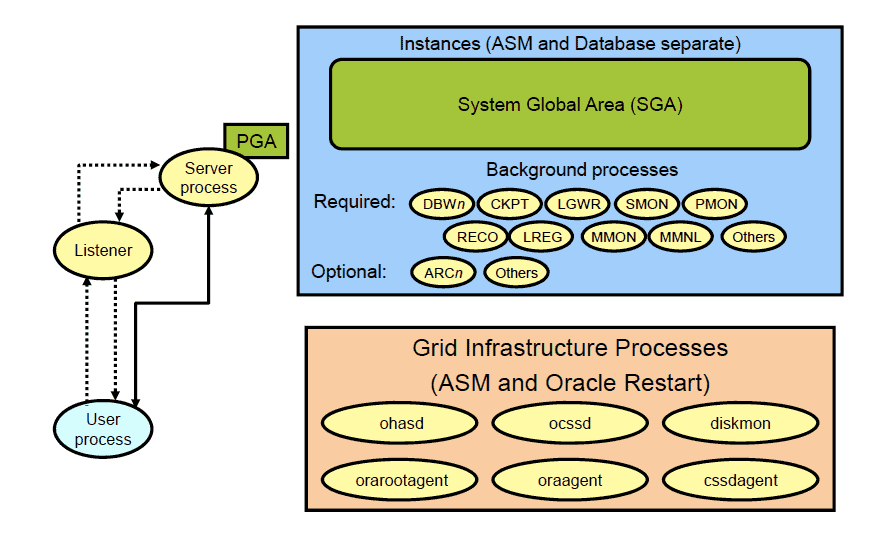 Instances (ASM and Database separate)
System Global Area (SGA)
PGA
Server
process
Background processes
Required: DBWn CKPT LGWR SMON PMON
RECO LREG MMON MMNL Others
Optional: ARCn Others
Listener
User
process
Grid Infrastructure Processes
(ASM and Oracle Restart)
ohasd ocssd diskmon
orarootagent oraagent cssdagent